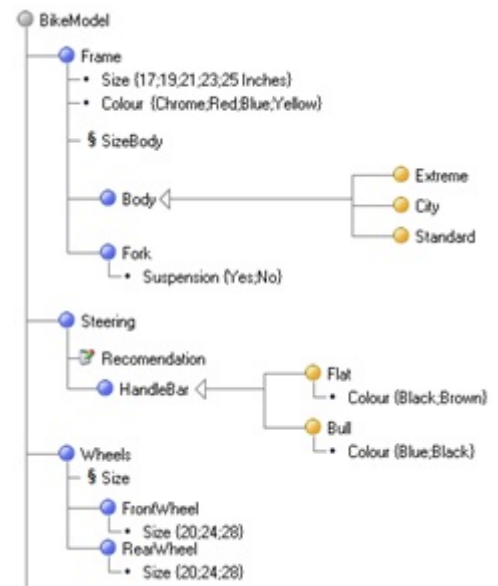 BikeModel
Frame
• Size {17;19;21;23;25 Inches}
• Colour {Chrome;Red;Blue;Yellow}
§ SizeBody
Body
Extreme
City
Standard
Fork
• Suspension {Yes;No}
Steering
Recomendation
HandleBar
Flat
• Colour {Black;Brown}
Bull
• Colour {Blue;Black}
Wheels
§ Size
FrontWheel
• Size {20;24;28}
RearWheel
• Size {20;24;28}